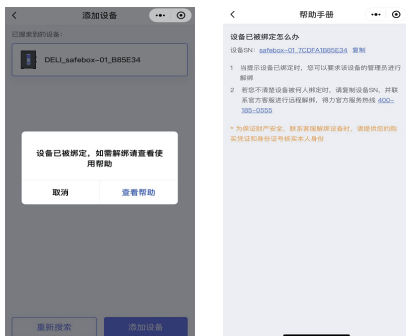 添加设备
已搜索到的设备：
DELI_safebox-01_B85E34
设备已被绑定，如需解绑请查看使
用帮助
取消
查看帮助
重新搜索
添加设备
帮助手册
设备已被绑定怎么办
设备SN： safebox-01_7CDFA1B85E34 复制
1 当提示设备已绑定时，您可以要求该设备的管理员进行
解绑
2 若您不清楚设备被何人绑定时，请复制设备SN，并联
系官方客服进行远程解绑，得力官方服务热线 400-
185-0555
* 为保证财产安全，联系客服解绑设备时，请提供您的购
买凭证和身份证号核实本人身份